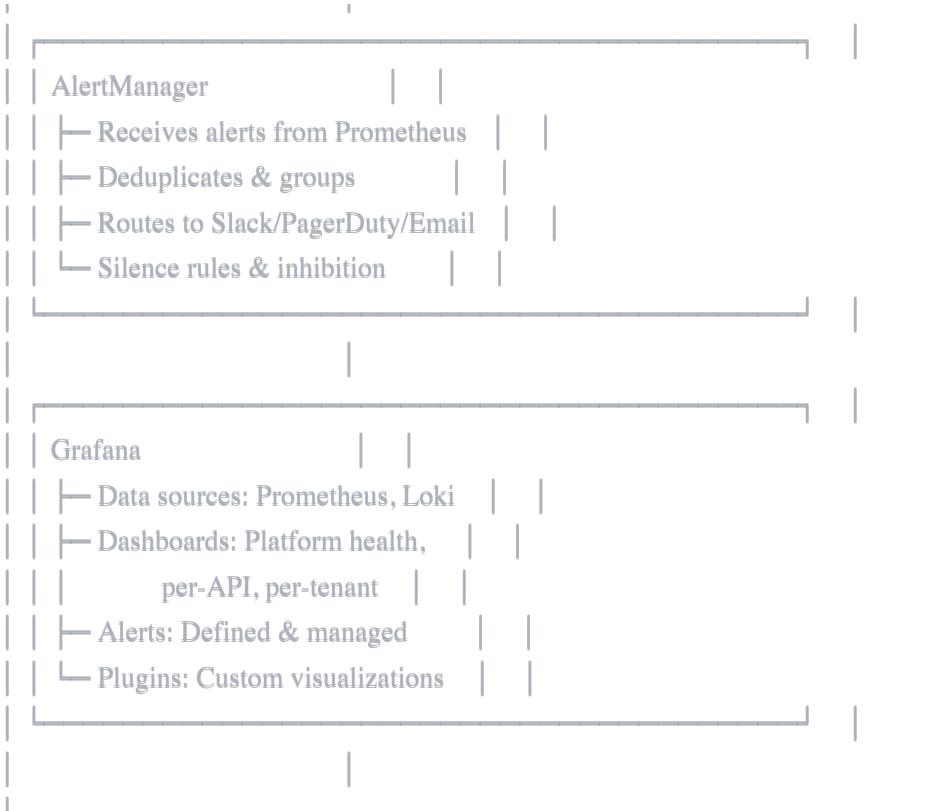 AlertManager
├─ Receives alerts from Prometheus
├─ Deduplicates & groups
├─ Routes to Slack/PagerDuty/Email
└─ Silence rules & inhibition
Grafana
├─ Data sources: Prometheus, Loki
├─ Dashboards: Platform health,
│ per-API, per-tenant
├─ Alerts: Defined & managed
└─ Plugins: Custom visualizations